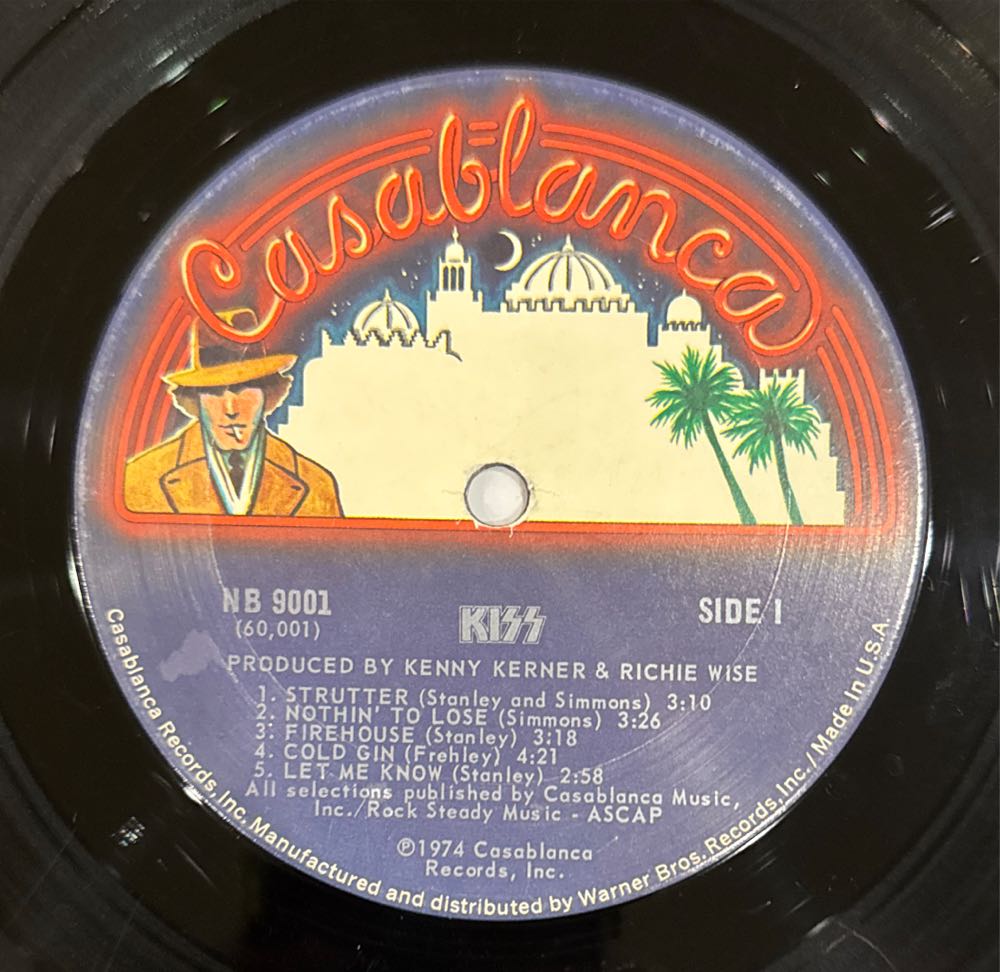 Casablanca
NB 9001
(60,001)
KISS
SIDE 1
PRODUCED BY KENNY KERNER & RICHIE WISE
1. STRUTTER (Stanley and Simmons) 3:10
2. NOTHIN' TO LOSE (Simmons) 3:26
3. FIREHOUSE (Stanley) 3:18
4. COLD GIN (Frehley) 4:21
5. LET ME KNOW (Stanley) 2:58
All selections published by Casablanca Music,
Inc./Rock Steady Music - ASCAP
℗1974 Casablanca
Records, Inc.
Casablanca Records, Inc. Manufactured and distributed by Warner Bros. Records, Inc. / Made In U.S.A.